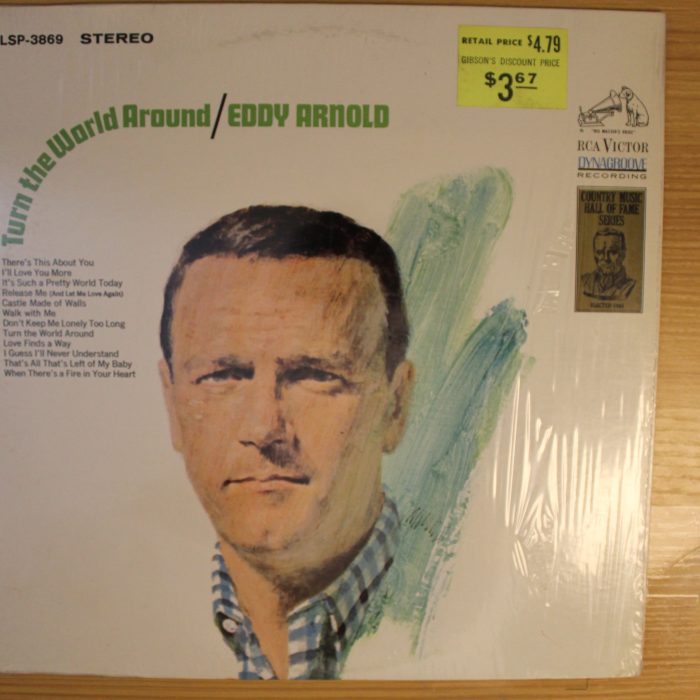 LSP-3869 STEREO
RETAIL PRICE $4.79
GIBSON'S DISCOUNT PRICE
$3.67
Turn the World Around/EDDY ARNOLD
"HIS MASTER'S VOICE"
RCA VICTOR
DYNAGROOVE
RECORDING
COUNTRY MUSIC
HALL OF FAME
SERIES
There's This About You
I'll Love You More
It's Such a Pretty World Today
Release Me (And Let Me Love Again)
Castle Made of Walls
Walk with Me
Don't Keep Me Lonely Too Long
Turn the World Around
Love Finds a Way
I Guess I'll Never Understand
That's All That's Left of My Baby
When There's a Fire in Your Heart